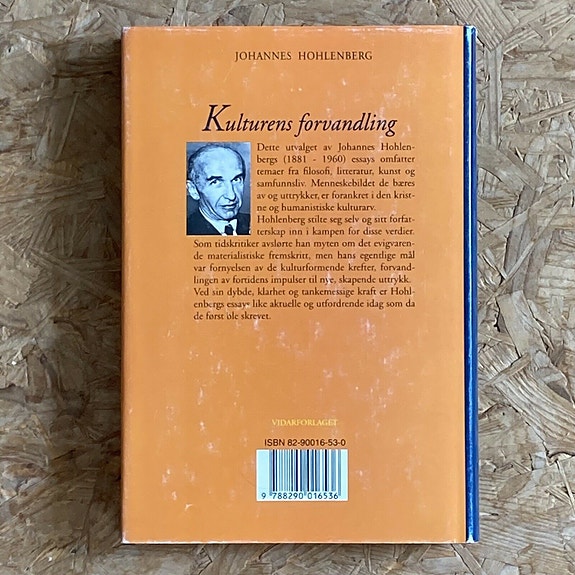 JOHANNES HOHLENBERG
Kulturens forvandling
Dette utvalget av Johannes Hohlen-
bergs (1881 - 1960) essays omfatter
temaer fra filosofi, litteratur, kunst og
samfunnsliv. Menneskebildet de bæres
av og uttrykker, er forankret i den krist-
ne og humanistiske kulturarv.
Hohlenberg stilte seg selv og sitt forfat-
terskap inn i kampen for disse verdier.
Som tidskritiker avslørte han myten om det evigvaren-
de materialistiske fremskritt, men hans egentlige mål
var fornyelsen av de kulturformende krefter, forvand-
lingen av fortidens impulser til nye, skapende uttrykk.
Ved sin dybde, klarhet og tankemessige kraft er Hohl-
enbergs essays like aktuelle og utfordrende idag som da
de først ble skrevet.
VIDARFORLAGET
ISBN 82-90016-53-0
9 788290 016536